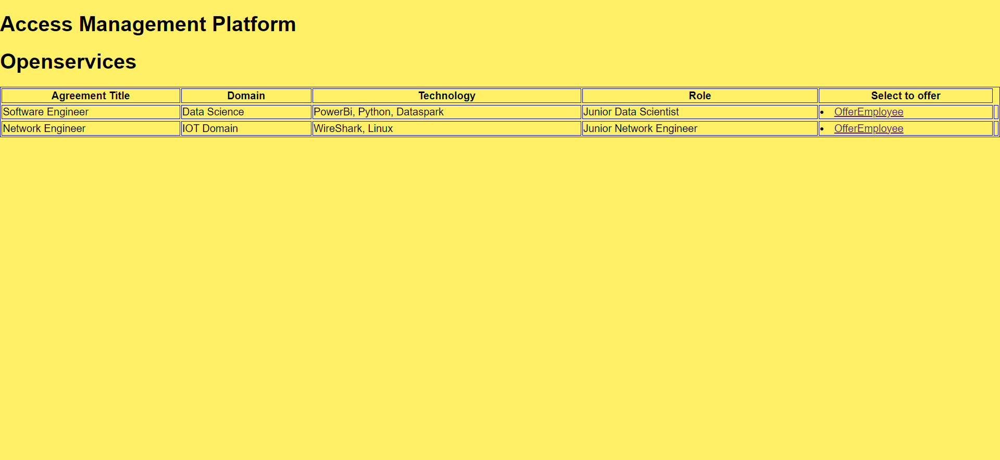 Access Management Platform
Openservices
Agreement Title Domain Technology Role Select to offer
Software Engineer Data Science PowerBi, Python, Dataspark Junior Data Scientist • OfferEmployee
Network Engineer IOT Domain WireShark, Linux Junior Network Engineer • OfferEmployee